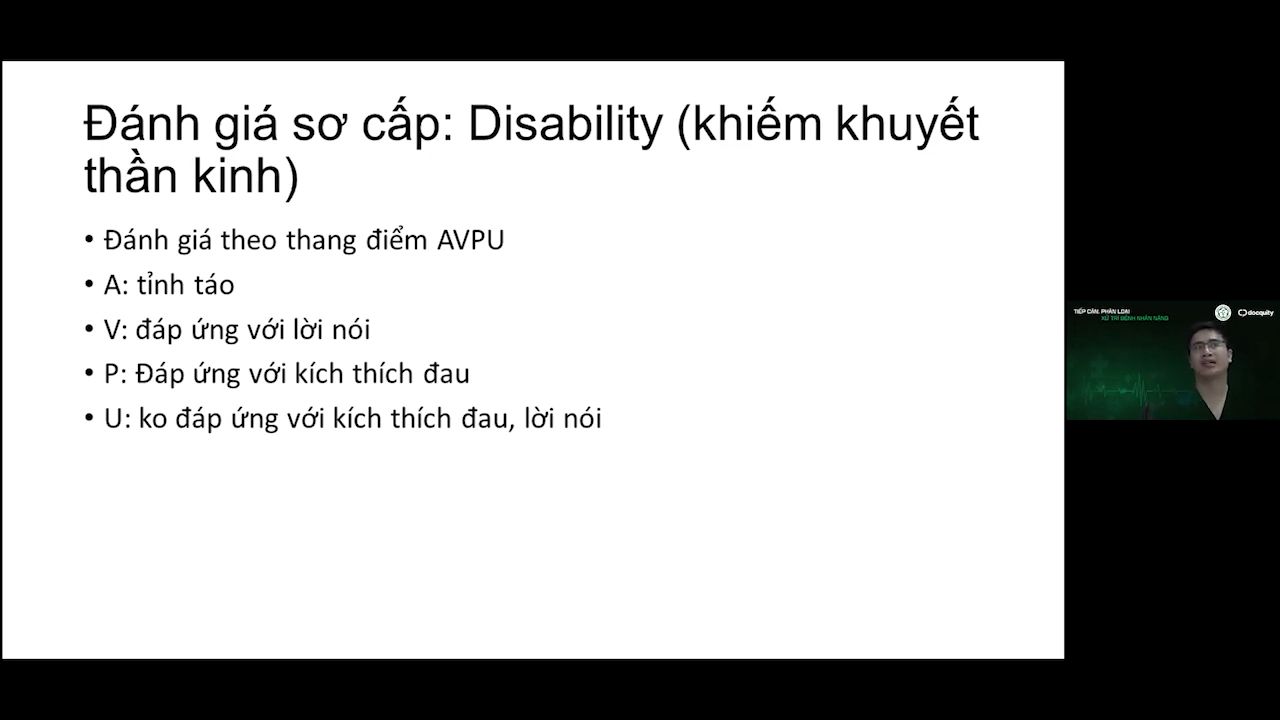 Đánh giá sơ cấp: Disability (khiếm khuyết
thần kinh)
• Đánh giá theo thang điểm AVPU
• A: tỉnh táo
• V: đáp ứng với lời nói
• P: Đáp ứng với kích thích đau
• U: ko đáp ứng với kích thích đau, lời nói
TIẾP CẬN, PHÂN LOẠI
XỬ TRÍ BỆNH NHÂN NẶNG
docquity